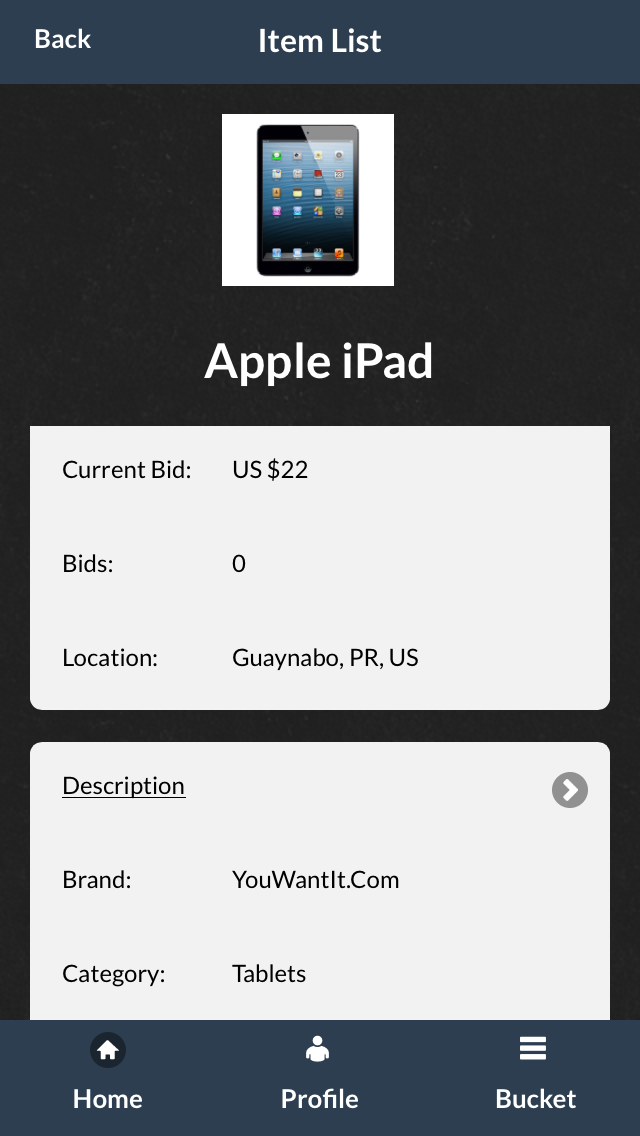 Back
Item List
Apple iPad
Current Bid: US $22
Bids: 0
Location: Guaynabo, PR, US
Description
Brand: YouWantIt.Com
Category: Tablets
Home
Profile
Bucket